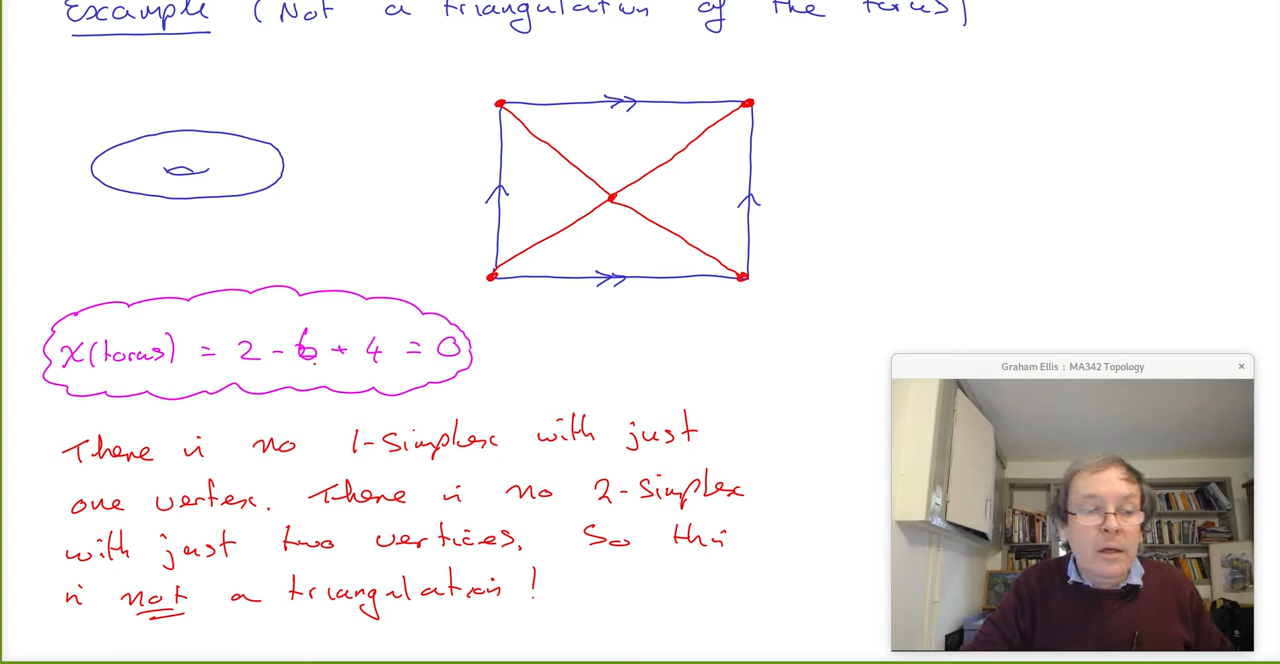 Example (Not a triangulation of the torus)
χ(torus) = 2 - 6 + 4 = 0
There is no 1-simplex with just
one vertex. There is no 2-simplex
with just two vertices. So this
is not a triangulation!
Graham Ellis : MA342 Topology